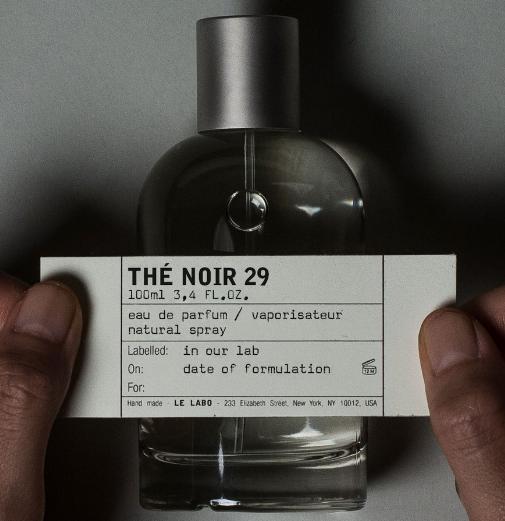 THÉ NOIR 29
100ml 3,4 FL.OZ.
eau de parfum / vaporisateur
natural spray
Labelled: in our lab
On: date of formulation
12 M
For:
Hand made - LE LABO - 233 Elizabeth Street, New York, NY 10012, USA